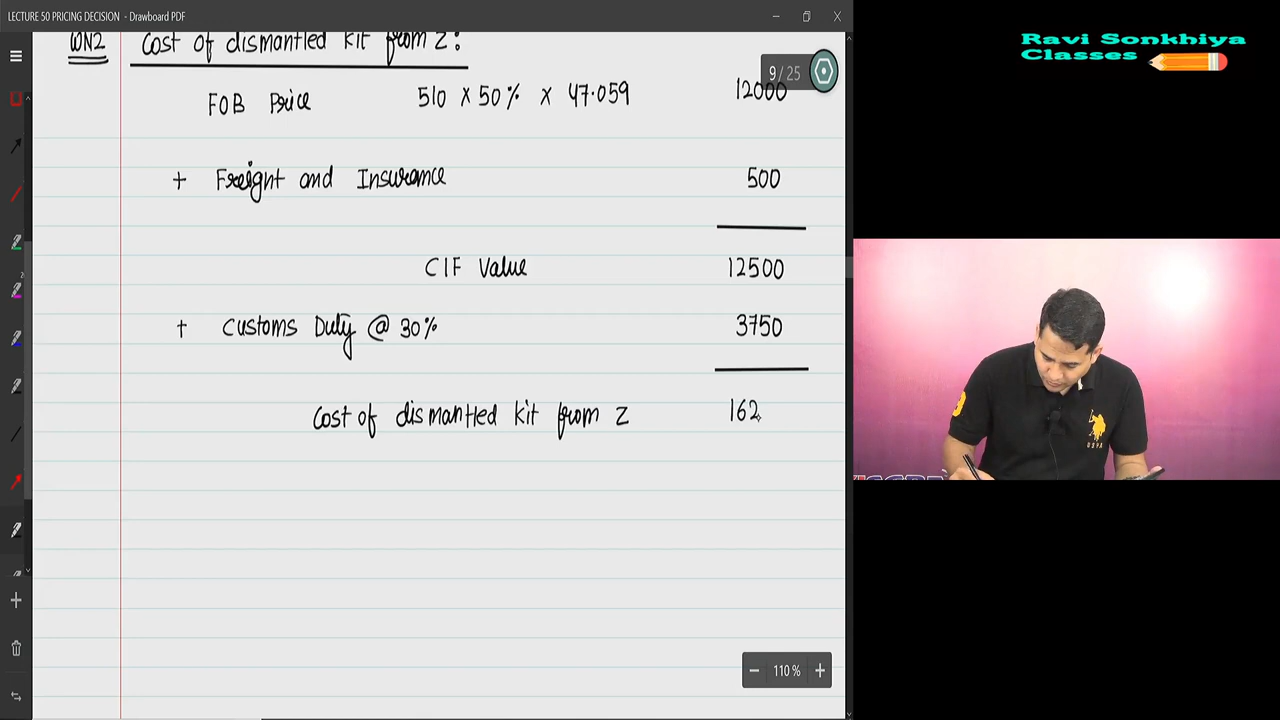 LECTURE 50 PRICING DECISION - Drawboard PDF
Ravi Sonkhiya
Classes
WN2 Cost of dismantled kit from Z:
9 / 25
FOB Price 510 X 50% X 47.059 12000
+ Freight and Insurance 500
CIF Value 12500
+ Customs Duty @ 30% 3750
Cost of dismantled kit from Z 162
3
USPA
110 %